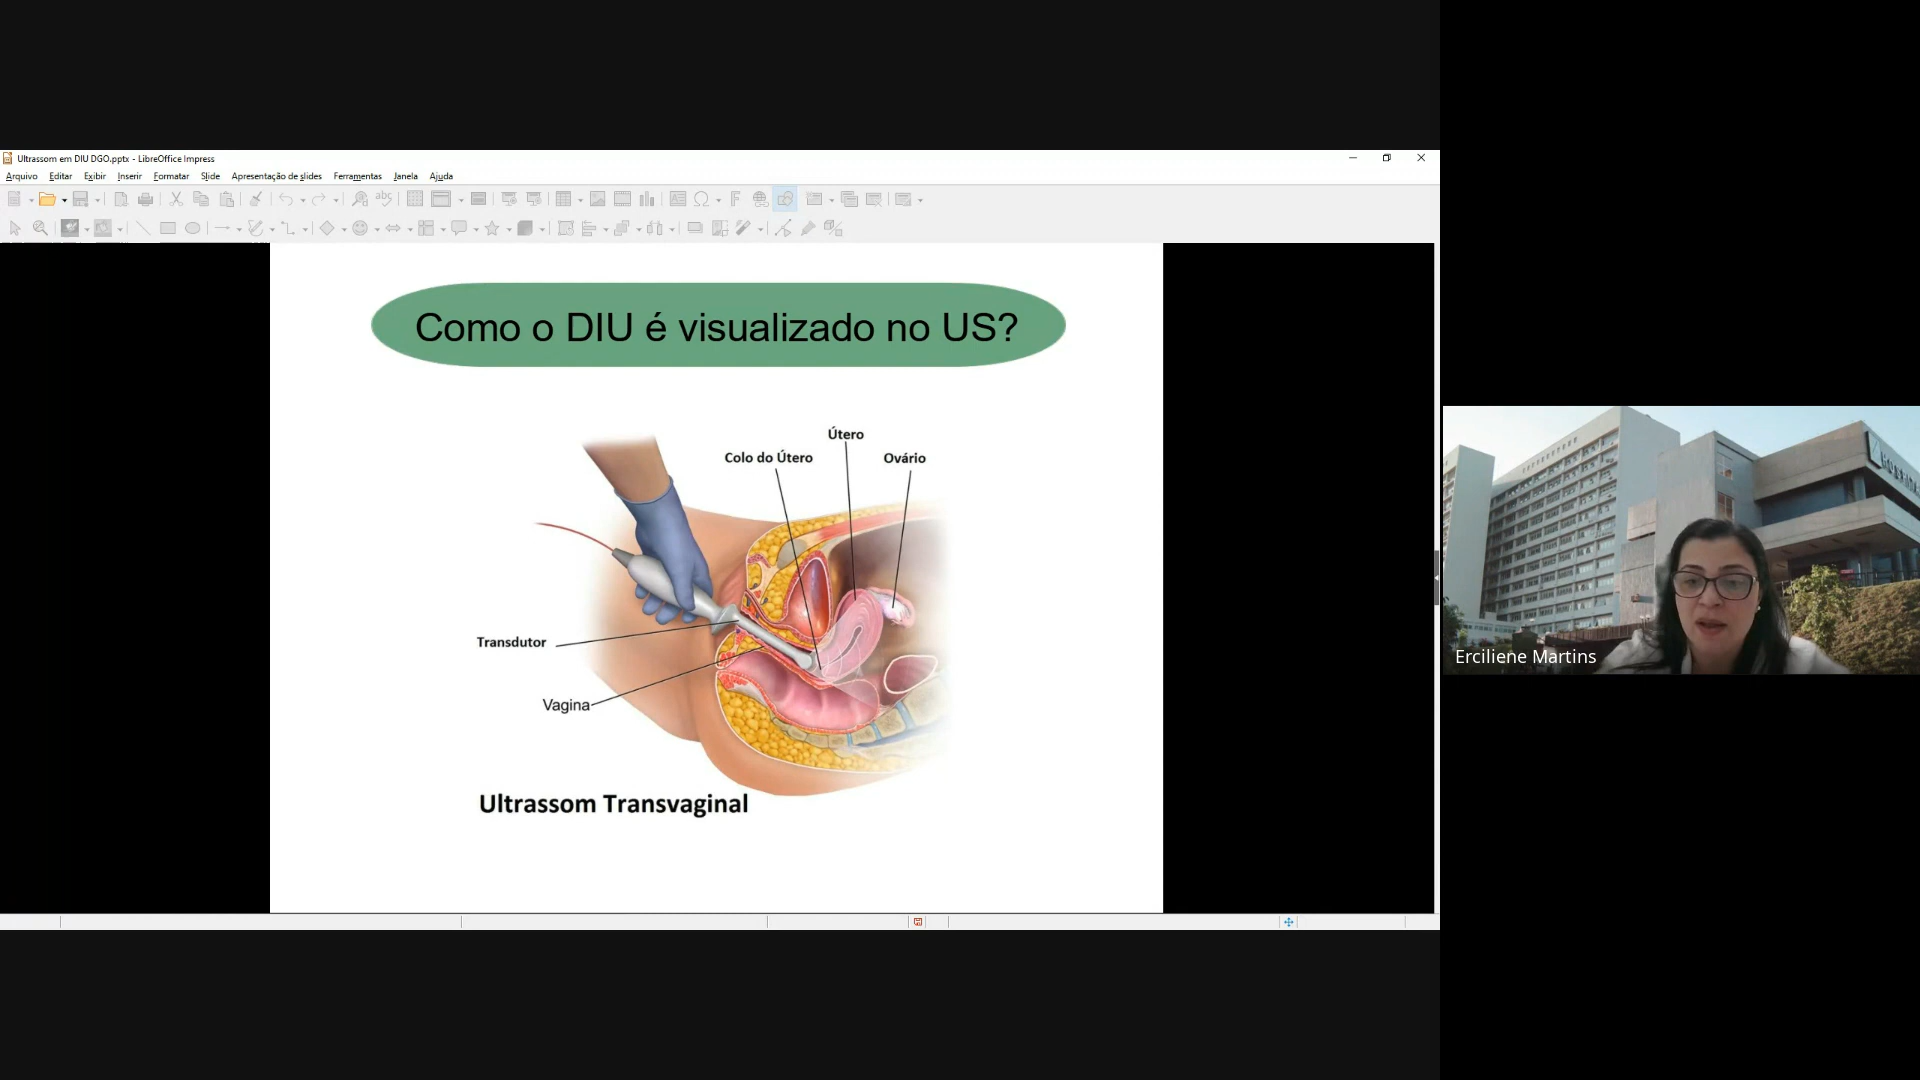 Ultrassom em DIU DGO.pptx - LibreOffice Impress
Arquivo Editar Exibir Inserir Formatar Slide Apresentação de slides Ferramentas Janela Ajuda
Como o DIU é visualizado no US?
Útero
Colo do Útero
Ovário
Transdutor
Vagina
Ultrassom Transvaginal
Erciliene Martins